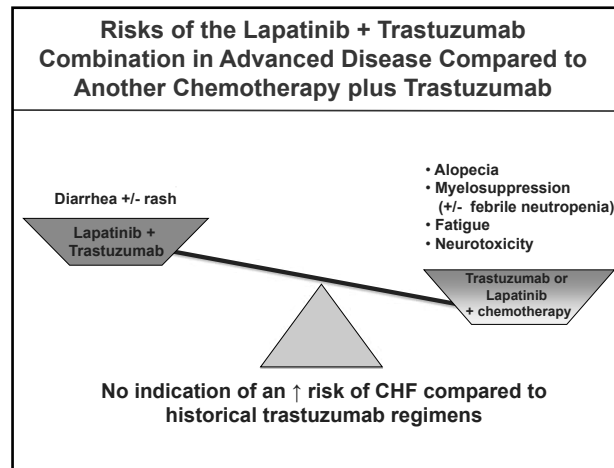 Risks of the Lapatinib + Trastuzumab
Combination in Advanced Disease Compared to
Another Chemotherapy plus Trastuzumab
Diarrhea +/- rash
Lapatinib +
Trastuzumab
• Alopecia
• Myelosuppression
(+/- febrile neutropenia)
• Fatigue
• Neurotoxicity
Trastuzumab or
Lapatinib
+ chemotherapy
No indication of an ↑ risk of CHF compared to
historical trastuzumab regimens